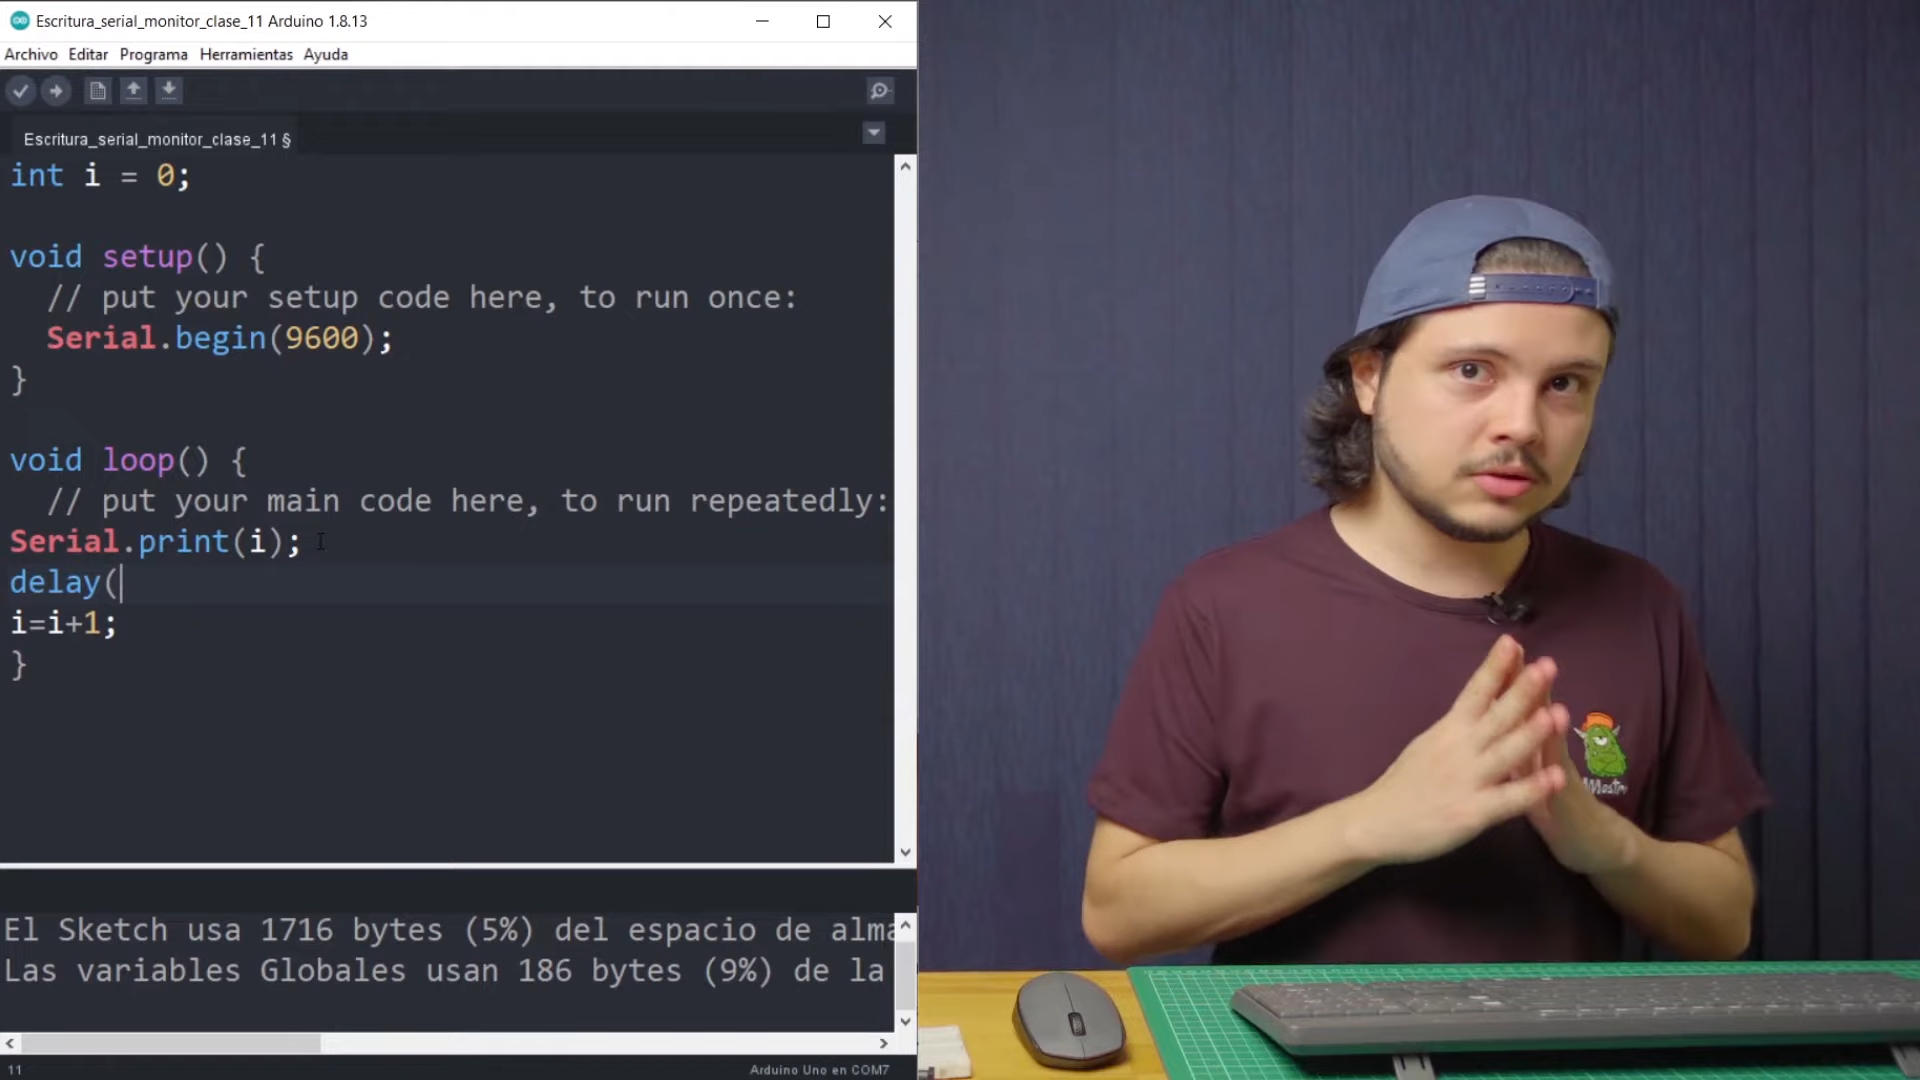 Escritura_serial_monitor_clase_11 Arduino 1.8.13
Archivo Editar Programa Herramientas Ayuda
Escritura_serial_monitor_clase_11 §
int i = 0;
void setup() {
// put your setup code here, to run once:
Serial.begin(9600);
}
void loop() {
// put your main code here, to run repeatedly:
Serial.print(i);
delay(
i=i+1;
}
El Sketch usa 1716 bytes (5%) del espacio de alma
Las variables Globales usan 186 bytes (9%) de la
11
Arduino Uno en COM7